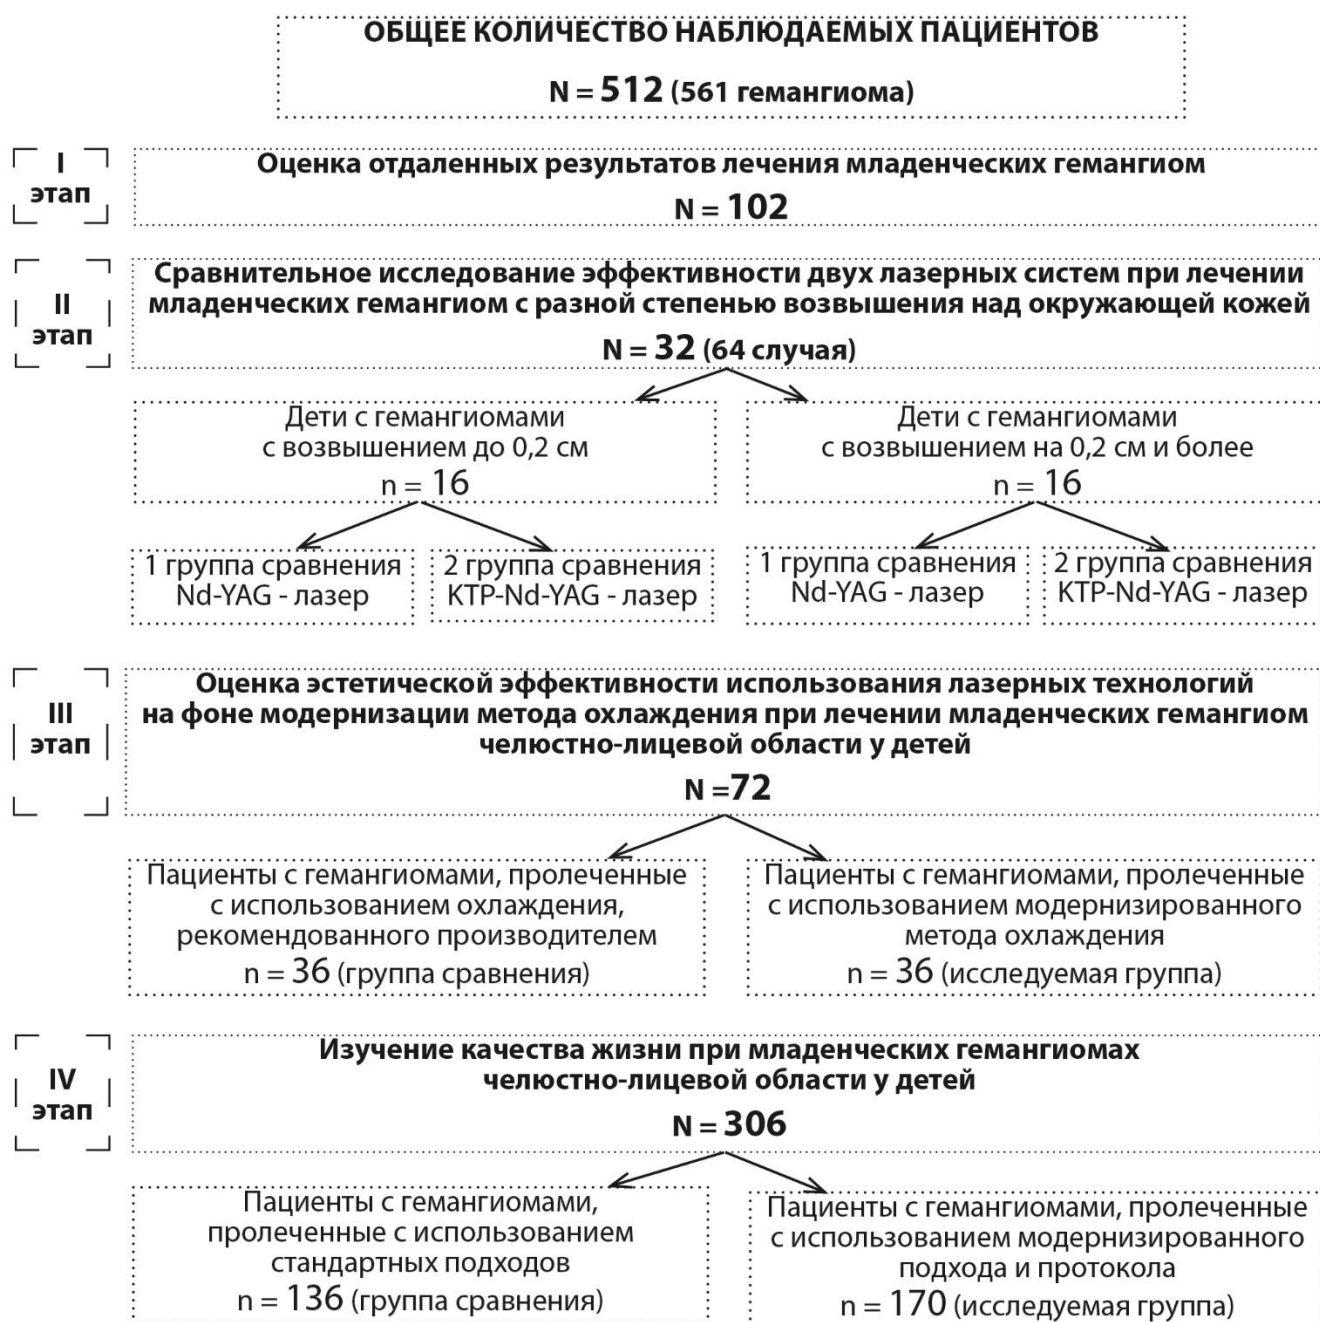 ОБЩЕЕ КОЛИЧЕСТВО НАБЛЮДАЕМЫХ ПАЦИЕНТОВ
N = 512 (561 гемангиома)
I
этап
Оценка отдаленных результатов лечения младенческих гемангиом
N = 102
II
этап
Сравнительное исследование эффективности двух лазерных систем при лечении
младенческих гемангиом с разной степенью возвышения над окружающей кожей
N = 32 (64 случая)
Дети с гемангиомами
с возвышением до 0,2 см
n = 16
Дети с гемангиомами
с возвышением на 0,2 см и более
n = 16
1 группа сравнения
Nd-YAG - лазер
2 группа сравнения
KTP-Nd-YAG - лазер
1 группа сравнения
Nd-YAG - лазер
2 группа сравнения
KTP-Nd-YAG - лазер
III
этап
Оценка эстетической эффективности использования лазерных технологий
на фоне модернизации метода охлаждения при лечении младенческих гемангиом
челюстно-лицевой области у детей
N =72
Пациенты с гемангиомами, пролеченные
с использованием охлаждения,
рекомендованного производителем
n = 36 (группа сравнения)
Пациенты с гемангиомами, пролеченные
с использованием модернизированного
метода охлаждения
n = 36 (исследуемая группа)
IV
этап
Изучение качества жизни при младенческих гемангиомах
челюстно-лицевой области у детей
N = 306
Пациенты с гемангиомами,
пролеченные с использованием
стандартных подходов
n = 136 (группа сравнения)
Пациенты с гемангиомами, пролеченные
с использованием модернизированного
подхода и протокола
n = 170 (исследуемая группа)